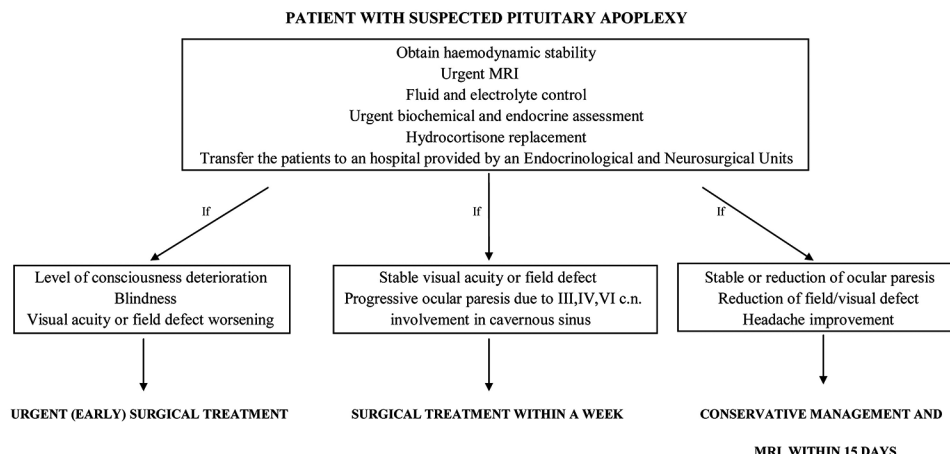 PATIENT WITH SUSPECTED PITUITARY APOPLEXY
Obtain haemodynamic stability
Urgent MRI
Fluid and electrolyte control
Urgent biochemical and endocrine assessment
Hydrocortisone replacement
Transfer the patients to an hospital provided by an Endocrinological and Neurosurgical Units
If
If
If
Level of consciousness deterioration
Blindness
Visual acuity or field defect worsening
Stable visual acuity or field defect
Progressive ocular paresis due to III,IV,VI c.n.
involvement in cavernous sinus
Stable or reduction of ocular paresis
Reduction of field/visual defect
Headache improvement
URGENT (EARLY) SURGICAL TREATMENT
SURGICAL TREATMENT WITHIN A WEEK
CONSERVATIVE MANAGEMENT AND
MRI WITHIN 15 DAYS